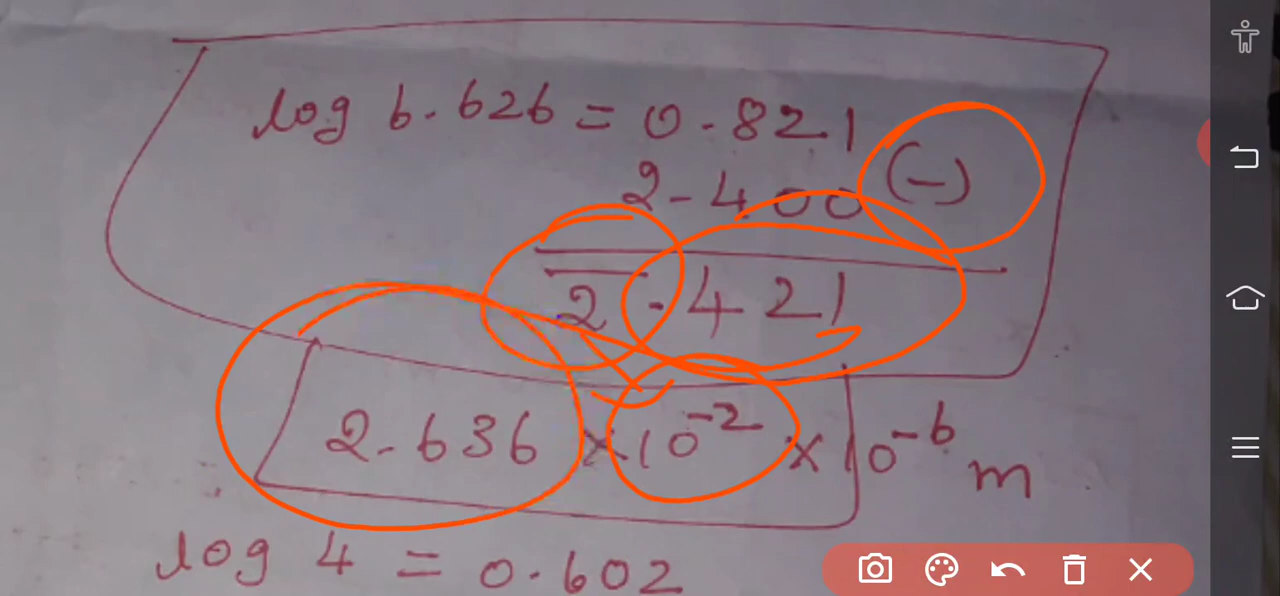 log 6.626 = 0.821
2.400 (-)
2̅.421
2.636 × 10⁻² × 10⁻⁶ m
log 4 = 0.602